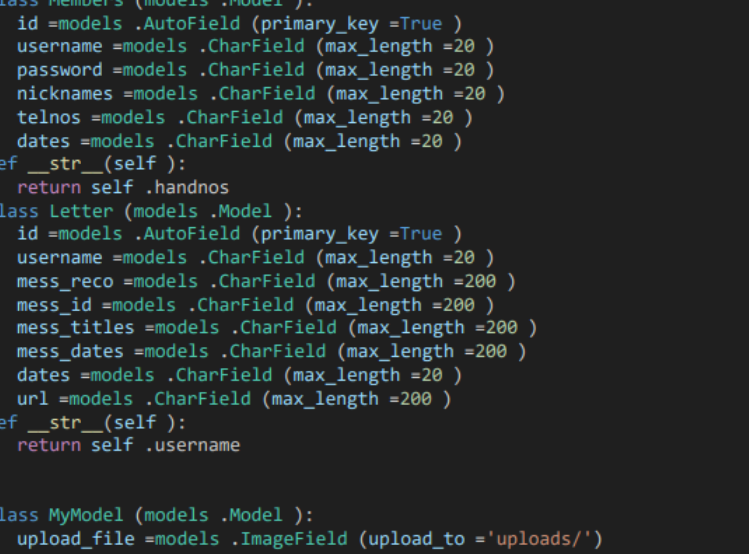 lass Members (models .Model ):
id =models .AutoField (primary_key =True )
username =models .CharField (max_length =20 )
password =models .CharField (max_length =20 )
nicknames =models .CharField (max_length =20 )
telnos =models .CharField (max_length =20 )
dates =models .CharField (max_length =20 )
ef __str__(self ):
return self .handnos
lass Letter (models .Model ):
id =models .AutoField (primary_key =True )
username =models .CharField (max_length =20 )
mess_reco =models .CharField (max_length =200 )
mess_id =models .CharField (max_length =200 )
mess_titles =models .CharField (max_length =200 )
mess_dates =models .CharField (max_length =200 )
dates =models .CharField (max_length =20 )
url =models .CharField (max_length =200 )
ef __str__(self ):
return self .username
lass MyModel (models .Model ):
upload_file =models .ImageField (upload_to ='uploads/')